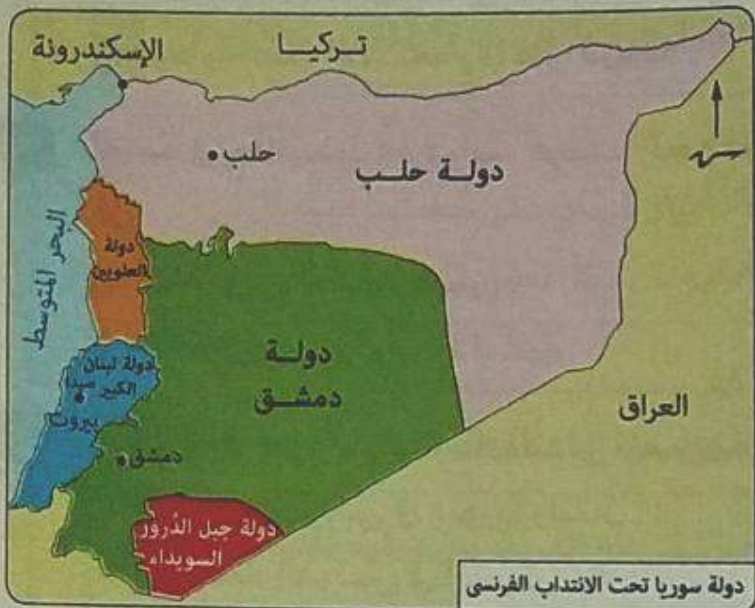 تركيا
الإسكندرونة
حلب
دولة حلب
البحر المتوسط
دولة
العلويين
دولة
دمشق
دولة لبنان
الكبير صيدا
بيروت
العراق
دمشق
دولة جبل الدروز
السويداء
دولة سوريا تحت الانتداب الفرنسي